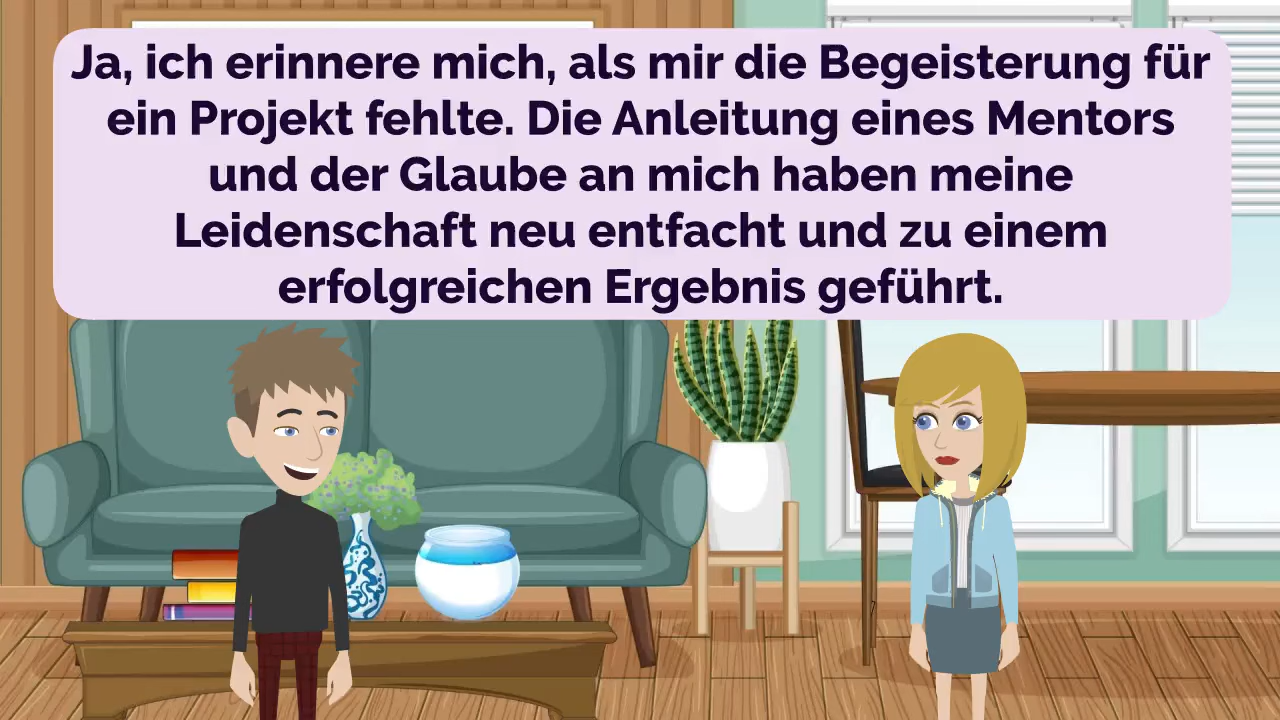 Ja, ich erinnere mich, als mir die Begeisterung für
ein Projekt fehlte. Die Anleitung eines Mentors
und der Glaube an mich haben meine
Leidenschaft neu entfacht und zu einem
erfolgreichen Ergebnis geführt.